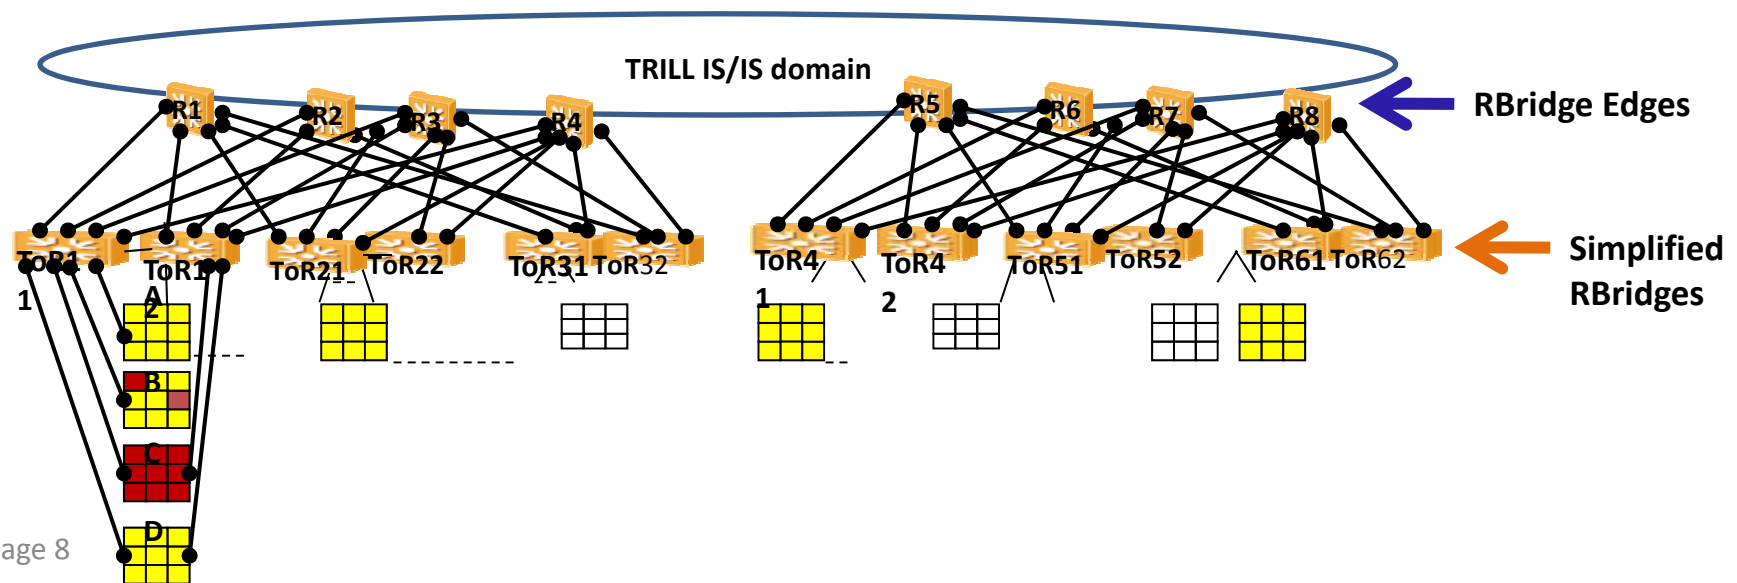 TRILL IS/IS domain
R1
R2
R3
R4
R5
R6
R7
R8
RBridge Edges
ToR1
1
ToR1
2
ToR21
ToR22
ToR31
ToR32
ToR4
1
ToR4
2
ToR51
ToR52
ToR61
ToR62
Simplified
RBridges
A
B
C
D
age 8